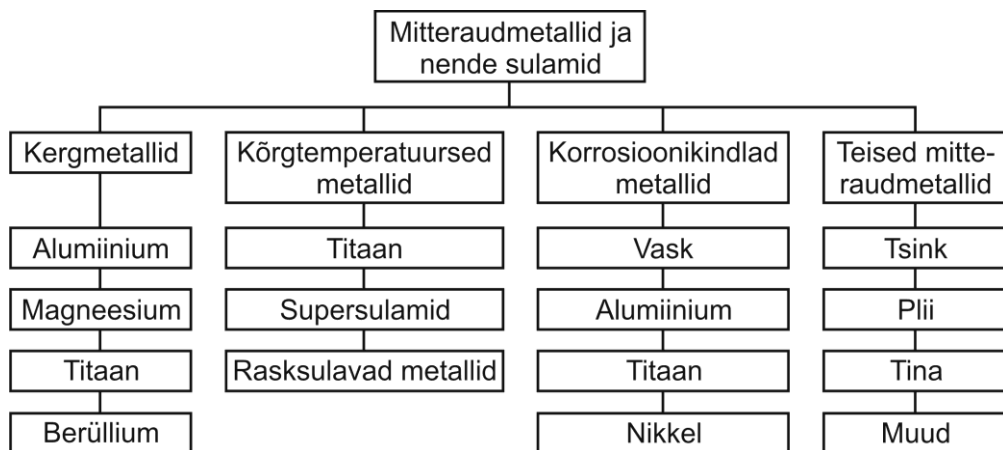 Mitteraudmetallid ja
nende sulamid
Kergmetallid
Alumiinium
Magneesium
Titaan
Berüllium
Kõrgtemperatuursed
metallid
Titaan
Supersulamid
Rasksulavad metallid
Korrosioonikindlad
metallid
Vask
Alumiinium
Titaan
Nikkel
Teised mitte-
raudmetallid
Tsink
Plii
Tina
Muud